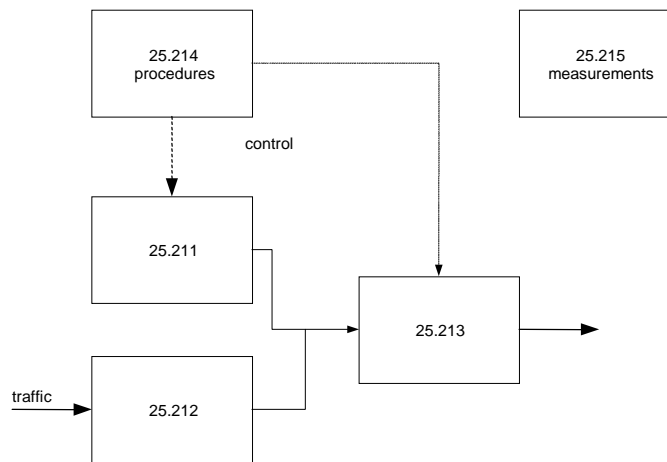 25.214
procedures
25.215
measurements
control
25.211
25.213
traffic
25.212